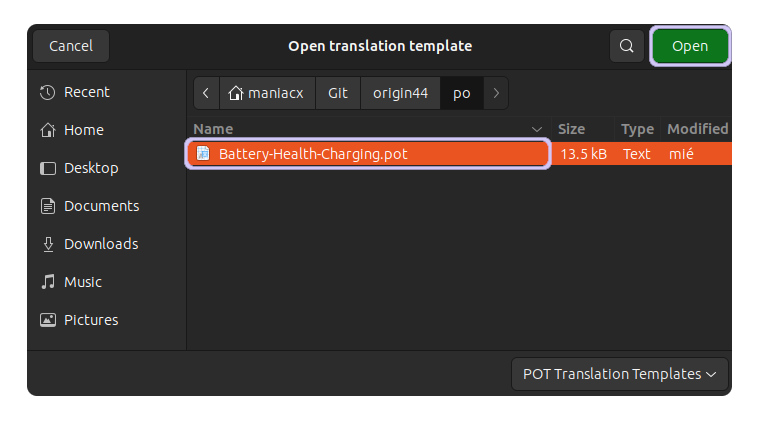 Cancel Open translation template Open
Recent
maniacx Git origin44 po
Home
Name Size Type Modified
Battery-Health-Charging.pot 13.5 kB Text mié
Desktop
Documents
Downloads
Music
Pictures
POT Translation Templates